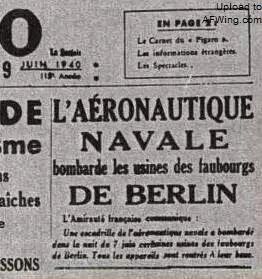 Upload to
AFWing.com
O
EN PAGE 2:
Le Carnet du « Figaro ».
Les informations étrangères.
Les Spectacles.
9 JUIN 1940
115e Année
DE
sme
s
aîches
e
SSONS
L'AÉRONAUTIQUE
NAVALE
bombarde les usines des faubourgs
DE BERLIN
L'Amirauté française communique :
Une escadrille de l'aéronautique navale a bombardé
dans la nuit du 7 juin certaines usines des faubourgs
de Berlin. Tous les appareils sont rentrés à leur base.